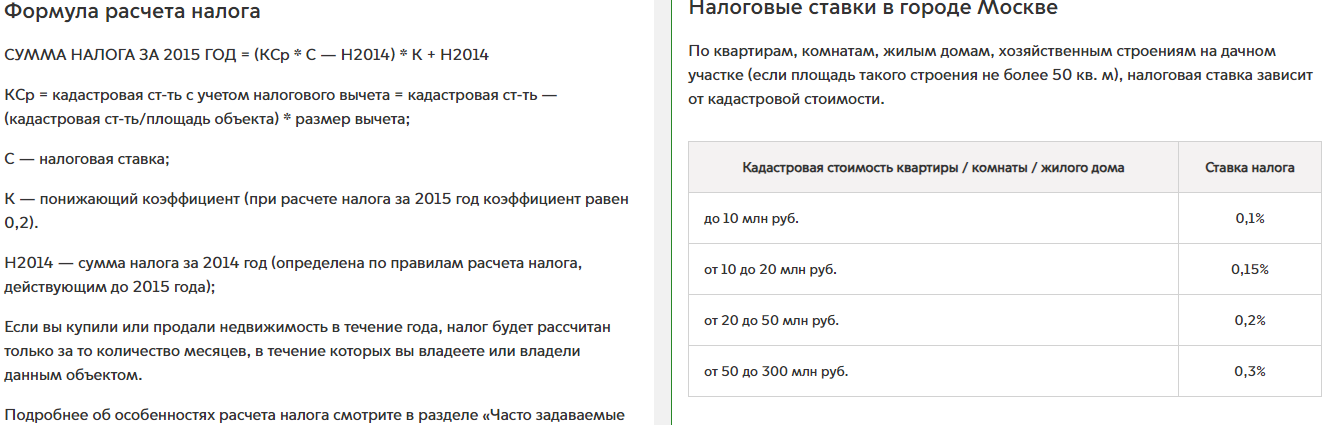 Формула расчета налога
СУММА НАЛОГА ЗА 2015 ГОД = (КСр * С — Н2014) * К + Н2014
КСр = кадастровая ст-ть с учетом налогового вычета = кадастровая ст-ть —
(кадастровая ст-ть/площадь объекта) * размер вычета;
С — налоговая ставка;
К — понижающий коэффициент (при расчете налога за 2015 год коэффициент равен
0,2).
Н2014 — сумма налога за 2014 год (определена по правилам расчета налога,
действующим до 2015 года);
Если вы купили или продали недвижимость в течение года, налог будет рассчитан
только за то количество месяцев, в течение которых вы владеете или владели
данным объектом.
Подробнее об особенностях расчета налога смотрите в разделе «Часто задаваемые
Налоговые ставки в городе Москве
По квартирам, комнатам, жилым домам, хозяйственным строениям на дачном
участке (если площадь такого строения не более 50 кв. м), налоговая ставка зависит
от кадастровой стоимости.
Кадастровая стоимость квартиры / комнаты / жилого дома Ставка налога
до 10 млн руб. 0,1%
от 10 до 20 млн руб. 0,15%
от 20 до 50 млн руб. 0,2%
от 50 до 300 млн руб. 0,3%